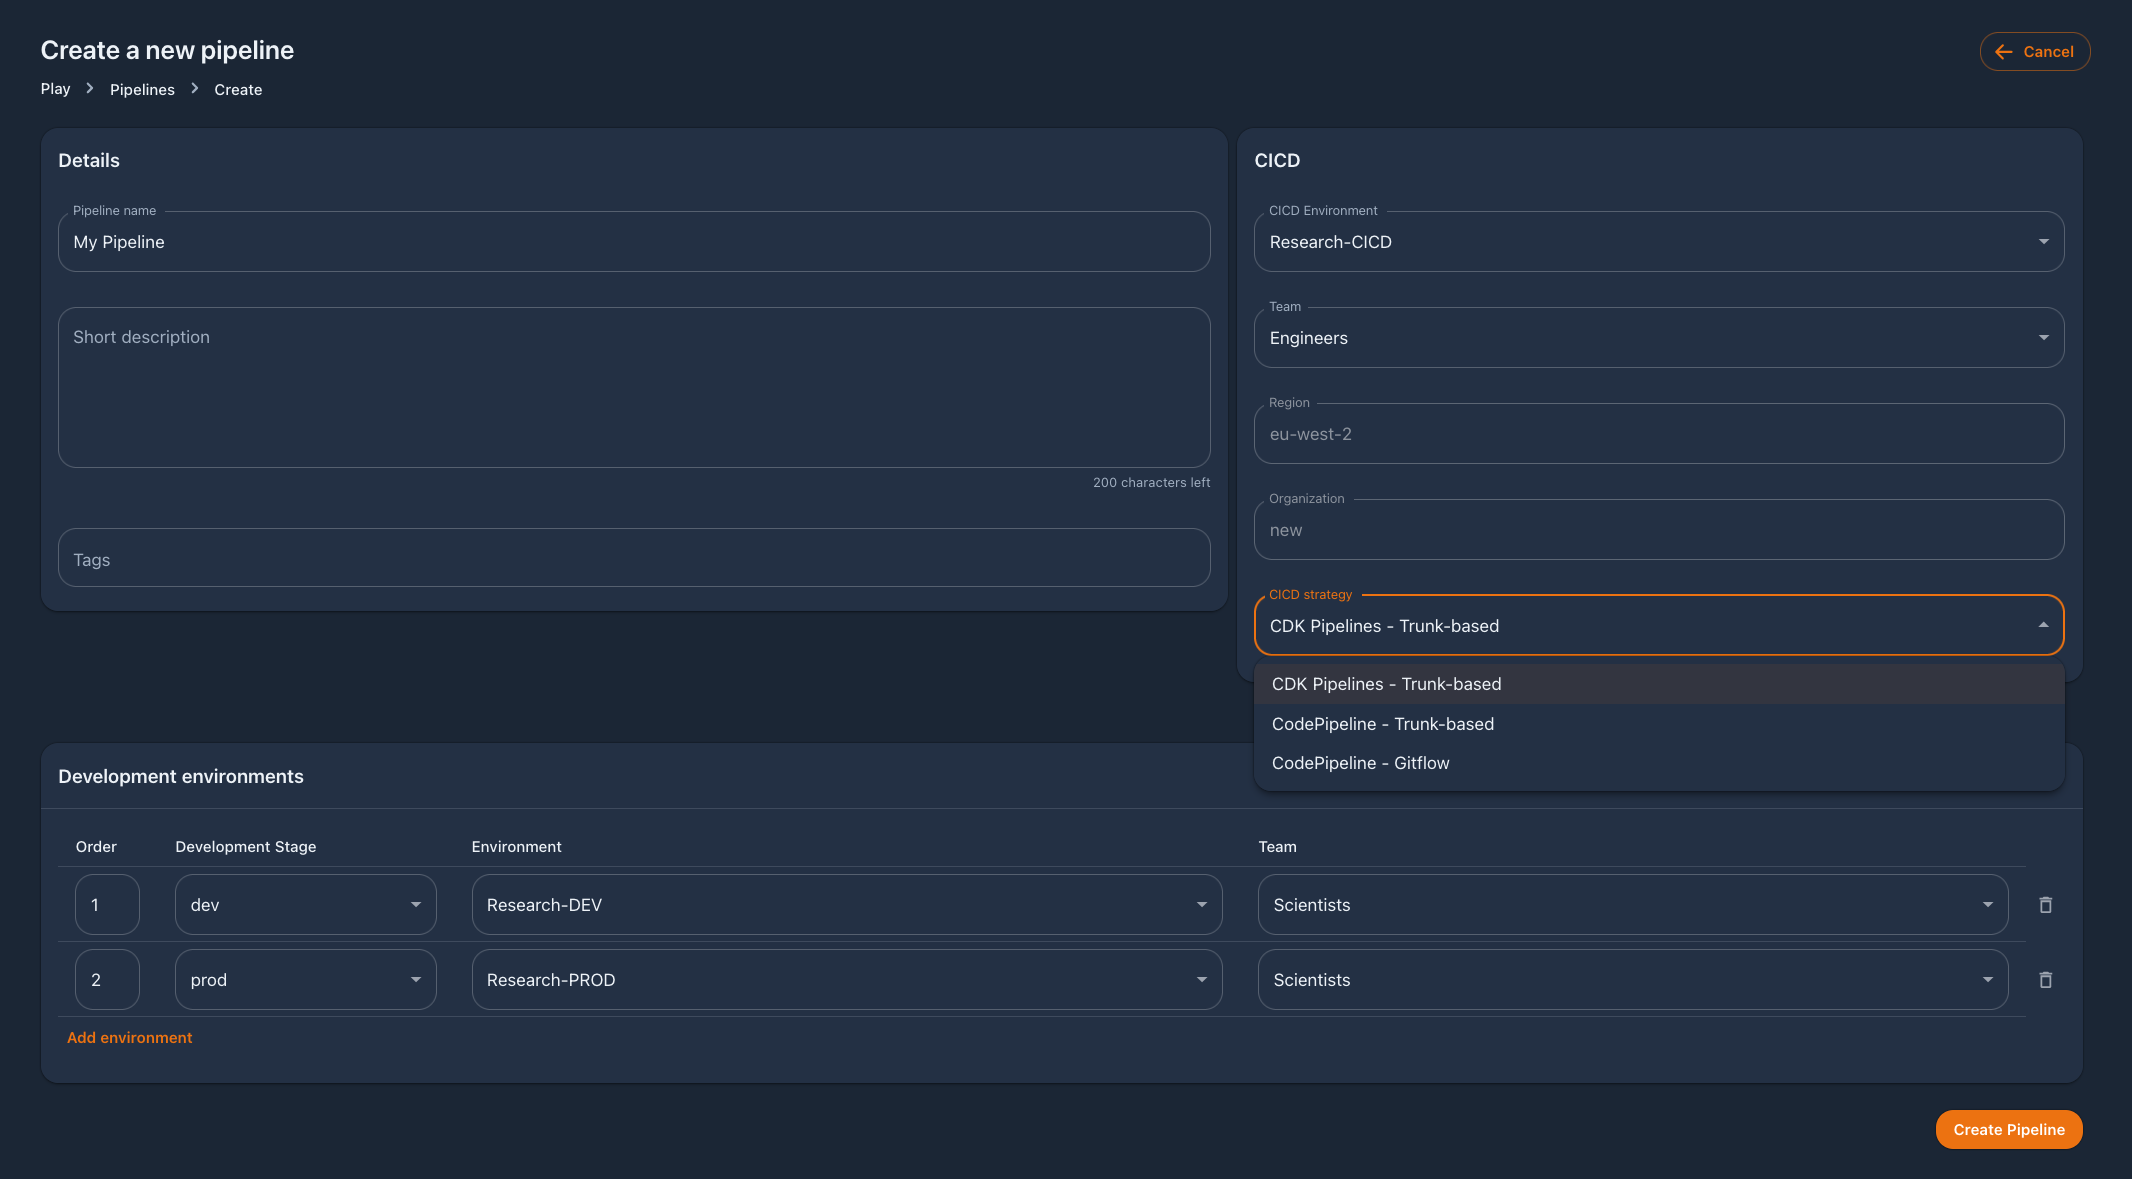 Create a new pipeline
Cancel
Play > Pipelines > Create
Details
Pipeline name
My Pipeline
Short description
200 characters left
Tags
CICD
CICD Environment
Research-CICD
Team
Engineers
Region
eu-west-2
Organization
new
CICD strategy
CDK Pipelines - Trunk-based
CDK Pipelines - Trunk-based
CodePipeline - Trunk-based
CodePipeline - Gitflow
Development environments
Order Development Stage Environment Team
1 dev Research-DEV Scientists
2 prod Research-PROD Scientists
Add environment
Create Pipeline